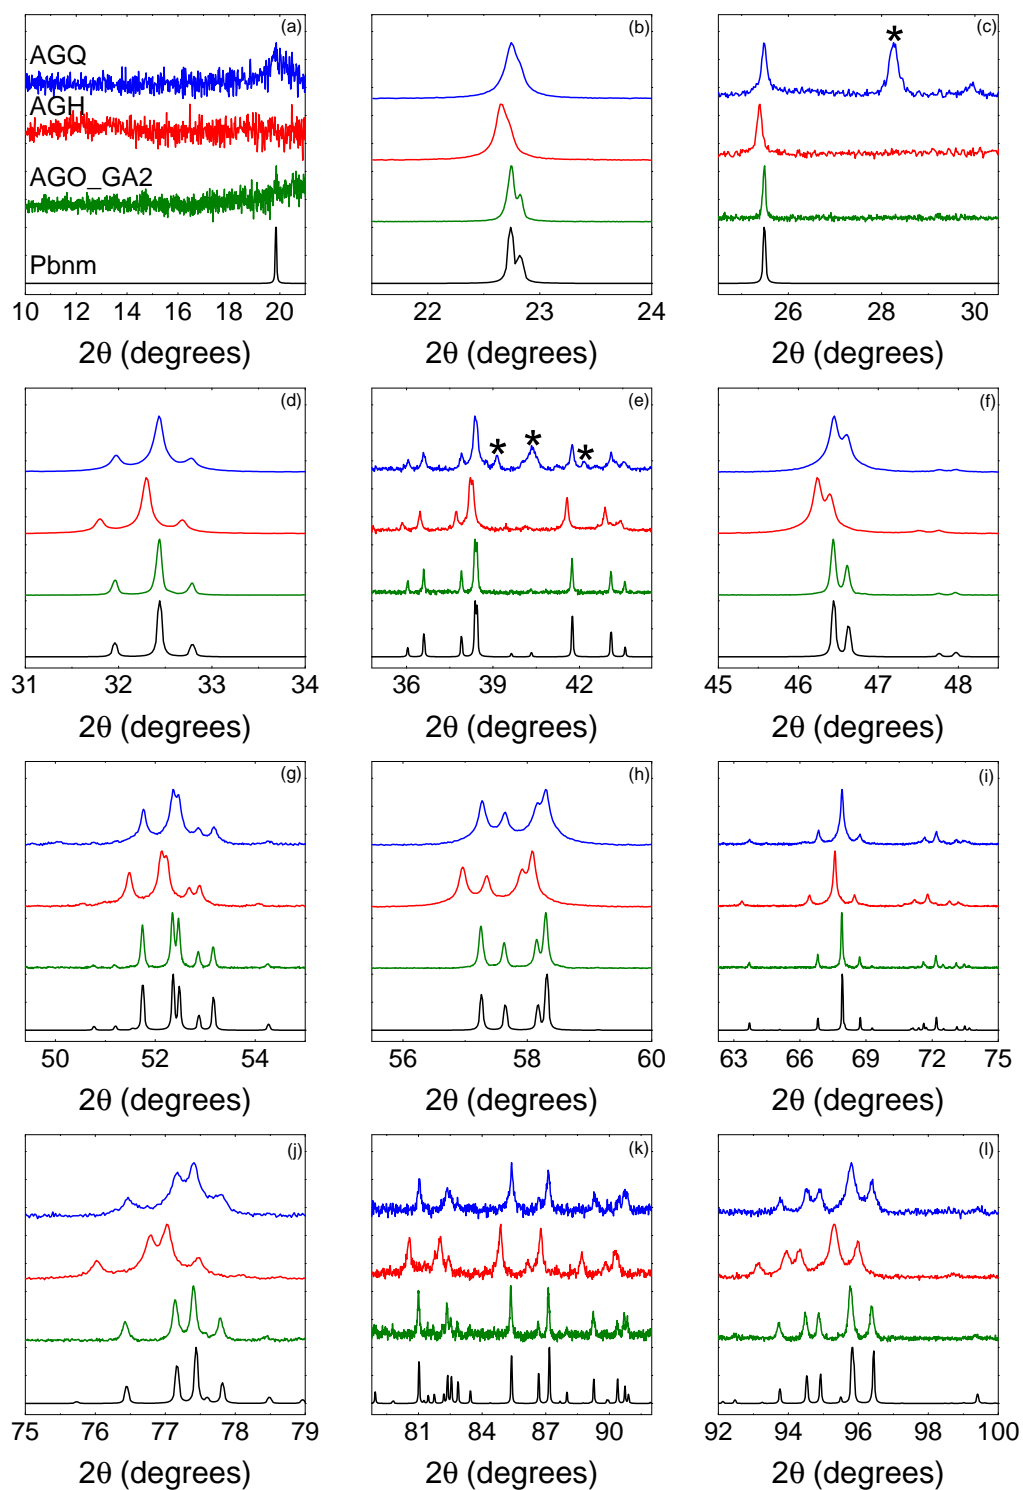 (a)
AGQ
AGH
AGO_GA2
Pbnm
10 12 14 16 18 20
2θ (degrees)
(b)
22 23 24
2θ (degrees)
(c)
*
26 28 30
2θ (degrees)
(d)
31 32 33 34
2θ (degrees)
(e)
* * *
36 39 42
2θ (degrees)
(f)
45 46 47 48
2θ (degrees)
(g)
50 52 54
2θ (degrees)
(h)
56 57 58 59 60
2θ (degrees)
(i)
63 66 69 72 75
2θ (degrees)
(j)
75 76 77 78 79
2θ (degrees)
(k)
81 84 87 90
2θ (degrees)
(l)
92 94 96 98 100
2θ (degrees)